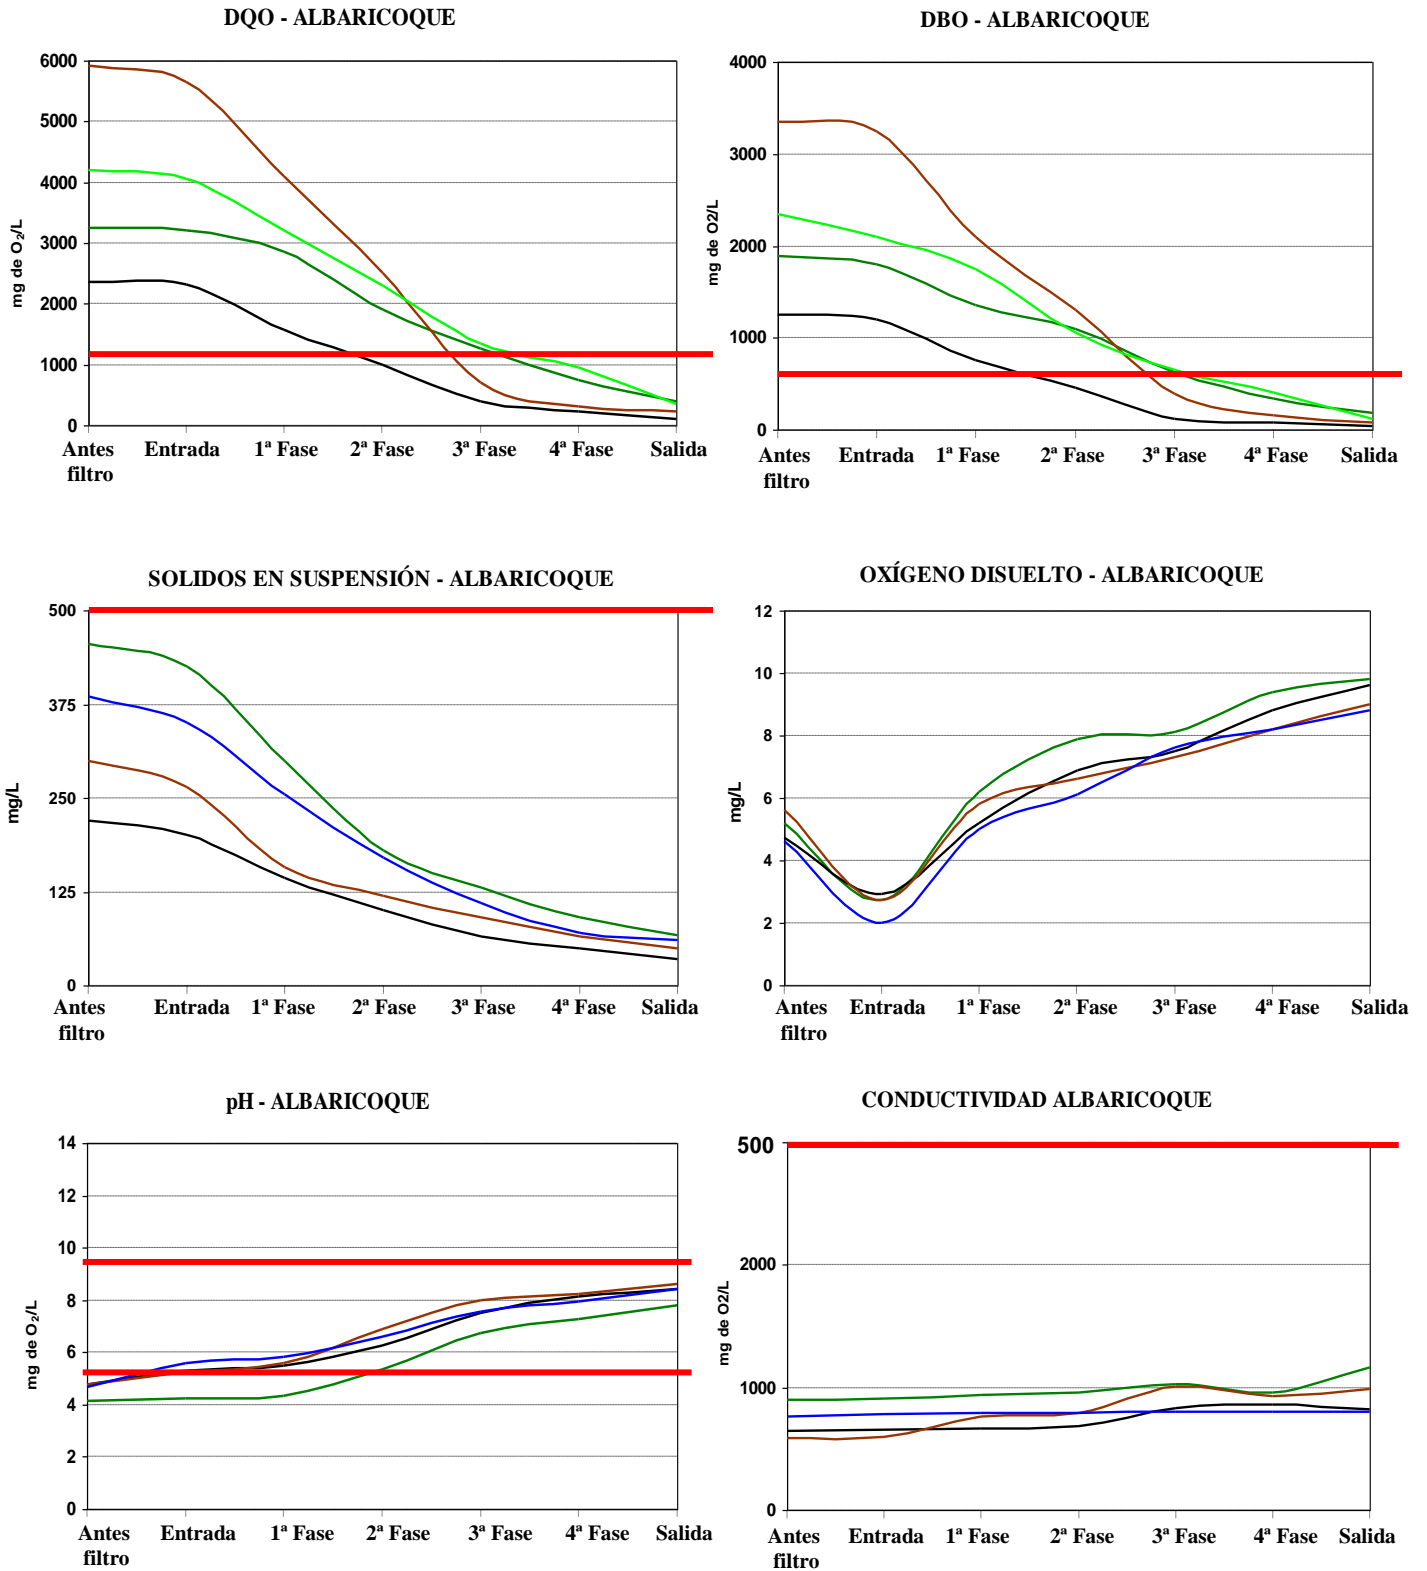 DQO - ALBARICOQUE
6000
5000
4000
3000
2000
1000
0
mg de O₂/L
Antes filtro Entrada 1ª Fase 2ª Fase 3ª Fase 4ª Fase Salida
DBO - ALBARICOQUE
4000
3000
2000
1000
0
mg de O2/L
Antes filtro Entrada 1ª Fase 2ª Fase 3ª Fase 4ª Fase Salida
SOLIDOS EN SUSPENSIÓN - ALBARICOQUE
500
375
250
125
0
mg/L
Antes filtro Entrada 1ª Fase 2ª Fase 3ª Fase 4ª Fase Salida
OXÍGENO DISUELTO - ALBARICOQUE
12
10
8
6
4
2
0
mg/L
Antes filtro Entrada 1ª Fase 2ª Fase 3ª Fase 4ª Fase Salida
pH - ALBARICOQUE
14
12
10
8
6
4
2
0
mg de O₂/L
Antes filtro Entrada 1ª Fase 2ª Fase 3ª Fase 4ª Fase Salida
CONDUCTIVIDAD ALBARICOQUE
500
2000
1000
0
mg de O2/L
Antes filtro Entrada 1ª Fase 2ª Fase 3ª Fase 4ª Fase Salida